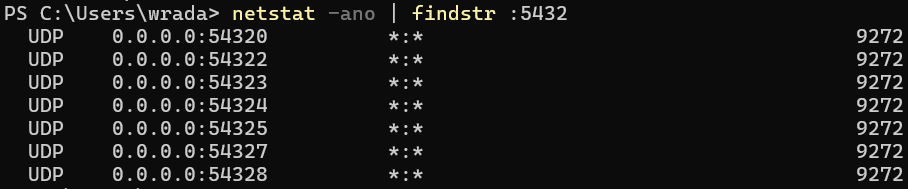 PS C:\Users\wrada> netstat -ano | findstr :5432
UDP 0.0.0.0:54320 *:* 9272
UDP 0.0.0.0:54322 *:* 9272
UDP 0.0.0.0:54323 *:* 9272
UDP 0.0.0.0:54324 *:* 9272
UDP 0.0.0.0:54325 *:* 9272
UDP 0.0.0.0:54327 *:* 9272
UDP 0.0.0.0:54328 *:* 9272